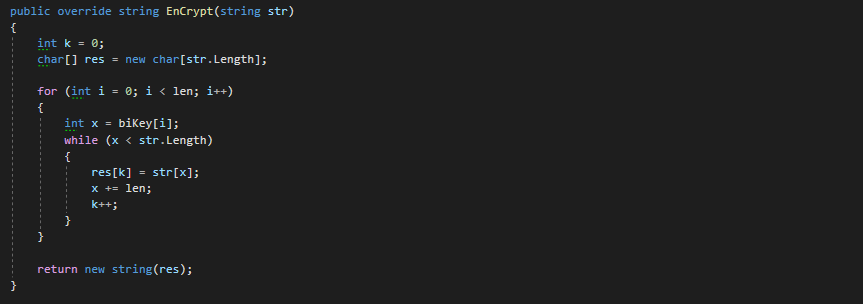 public override string EnCrypt(string str)
{
int k = 0;
char[] res = new char[str.Length];
for (int i = 0; i < len; i++)
{
int x = biKey[i];
while (x < str.Length)
{
res[k] = str[x];
x += len;
k++;
}
}
return new string(res);
}